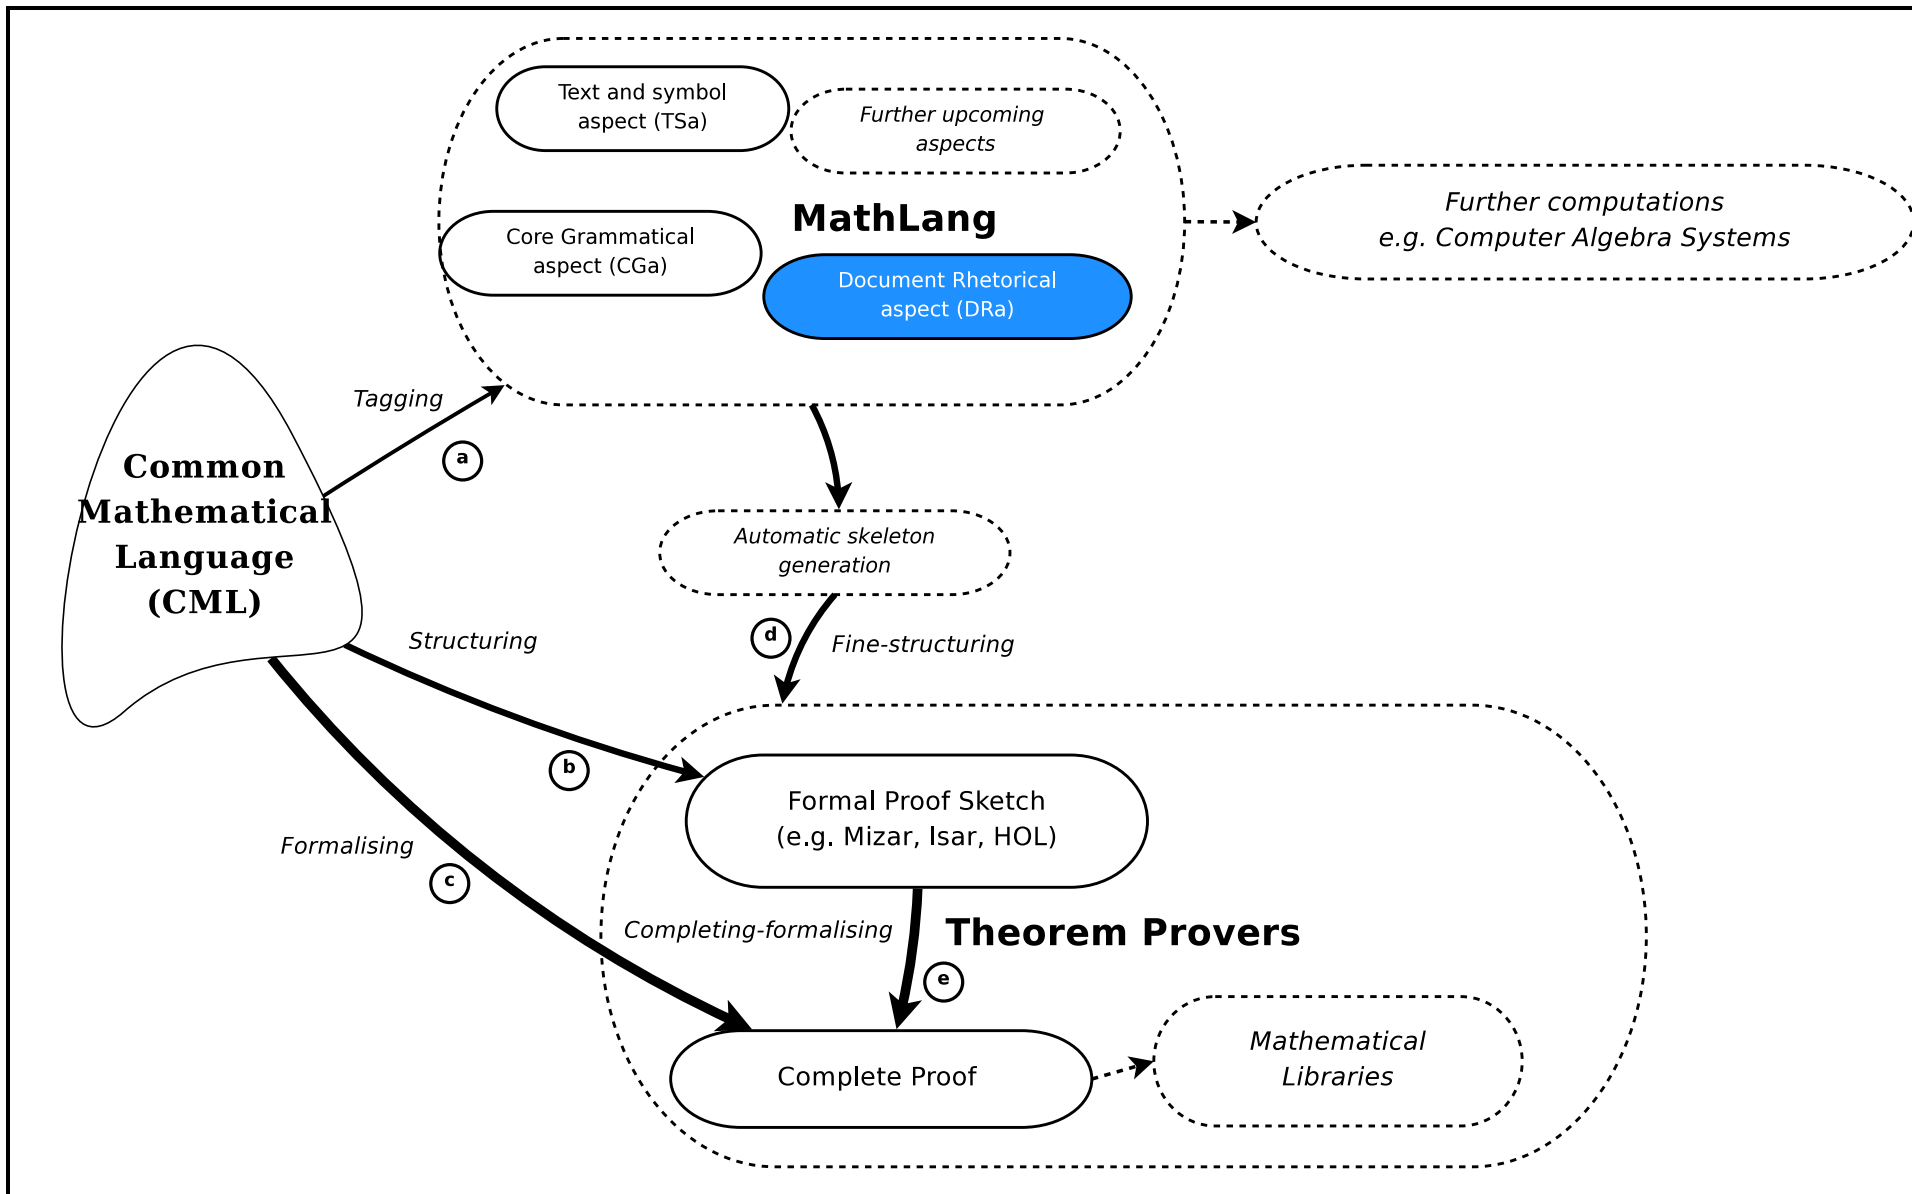 Text and symbol
aspect (TSa)
Further upcoming
aspects
MathLang
Core Grammatical
aspect (CGa)
Document Rhetorical
aspect (DRa)
Further computations
e.g. Computer Algebra Systems
Tagging
a
Common
Mathematical
Language
(CML)
Automatic skeleton
generation
d
Fine-structuring
Structuring
b
Formal Proof Sketch
(e.g. Mizar, Isar, HOL)
Formalising
c
Completing-formalising
Theorem Provers
e
Complete Proof
Mathematical
Libraries